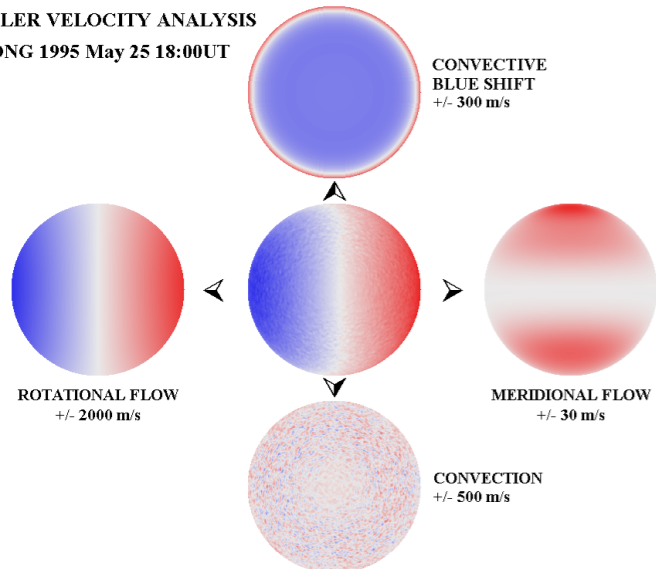 LER VELOCITY ANALYSIS
ONG 1995 May 25 18:00UT
CONVECTIVE
BLUE SHIFT
+/- 300 m/s
ROTATIONAL FLOW
+/- 2000 m/s
MERIDIONAL FLOW
+/- 30 m/s
CONVECTION
+/- 500 m/s